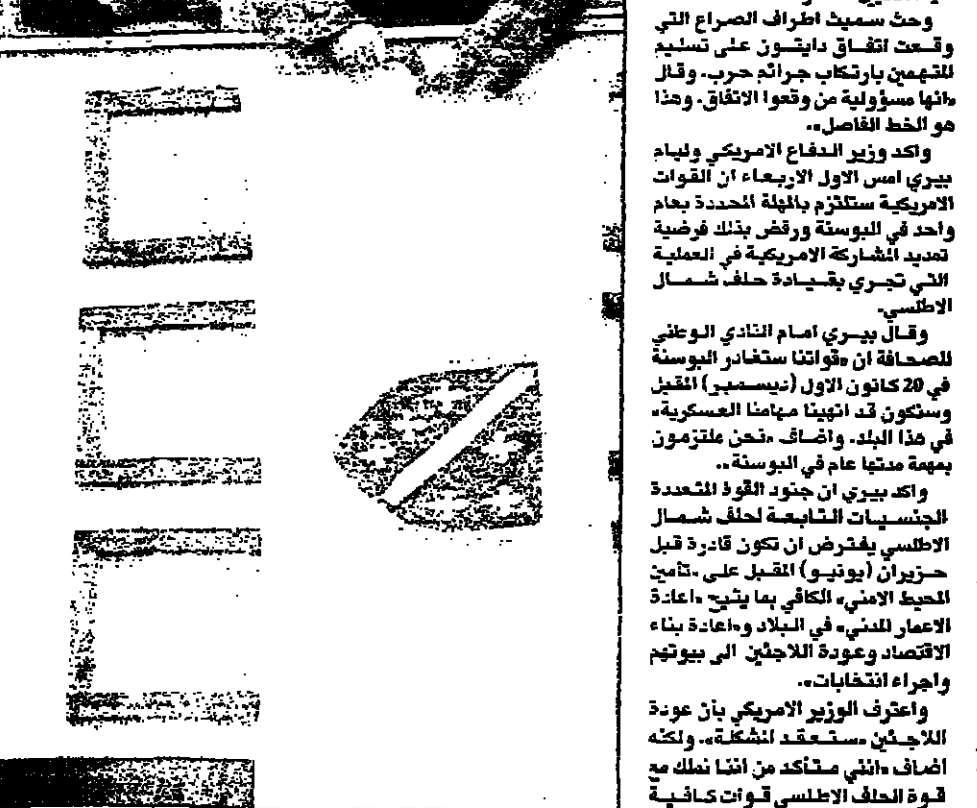 وحث سميث اطراف الصراع التي
وقعت اتفاق دايتون على تسليم
المتهمين بارتكاب جرائم حرب. وقال
«انها مسؤولية من وقعوا الاتفاق. وهذا
هو الخط الفاصل».
واكد وزير الدفاع الامريكي وليام
بيري امس الاول الاربعاء ان القوات
الامريكية ستلتزم بالمهلة المحددة بعام
واحد في البوسنة ورفض بذلك فرضية
تمديد المشاركة الامريكية في العملية
التي تجري بقيادة حلف شمال
الاطلسي.
وقال بيري امام النادي الوطني
للصحافة ان «قواتنا ستغادر البوسنة
في 20 كانون الاول (ديسمبر) المقبل
وسنكون قد انهينا مهامنا العسكرية»
في هذا البلد. واضاف «نحن ملتزمون
بمهمة مدتها عام في البوسنة».
واكد بيري ان جنود القوة المتعددة
الجنسيات التابعة لحلف شمال
الاطلسي يفترض ان تكون قادرة قبل
حزيران (يونيو) المقبل على «تأمين
المحيط الامني» الكافي بما يتيح «اعادة
الاعمار المدني» في البلاد و«اعادة بناء
الاقتصاد وعودة اللاجئين الى بيوتهم
واجراء انتخابات».
واعترف الوزير الامريكي بأن عودة
اللاجئين «ستعقد المشكلة». ولكنه
اضاف «انني متأكد من اننا نملك مع
قوة الحلف الاطلسي قوات كافية